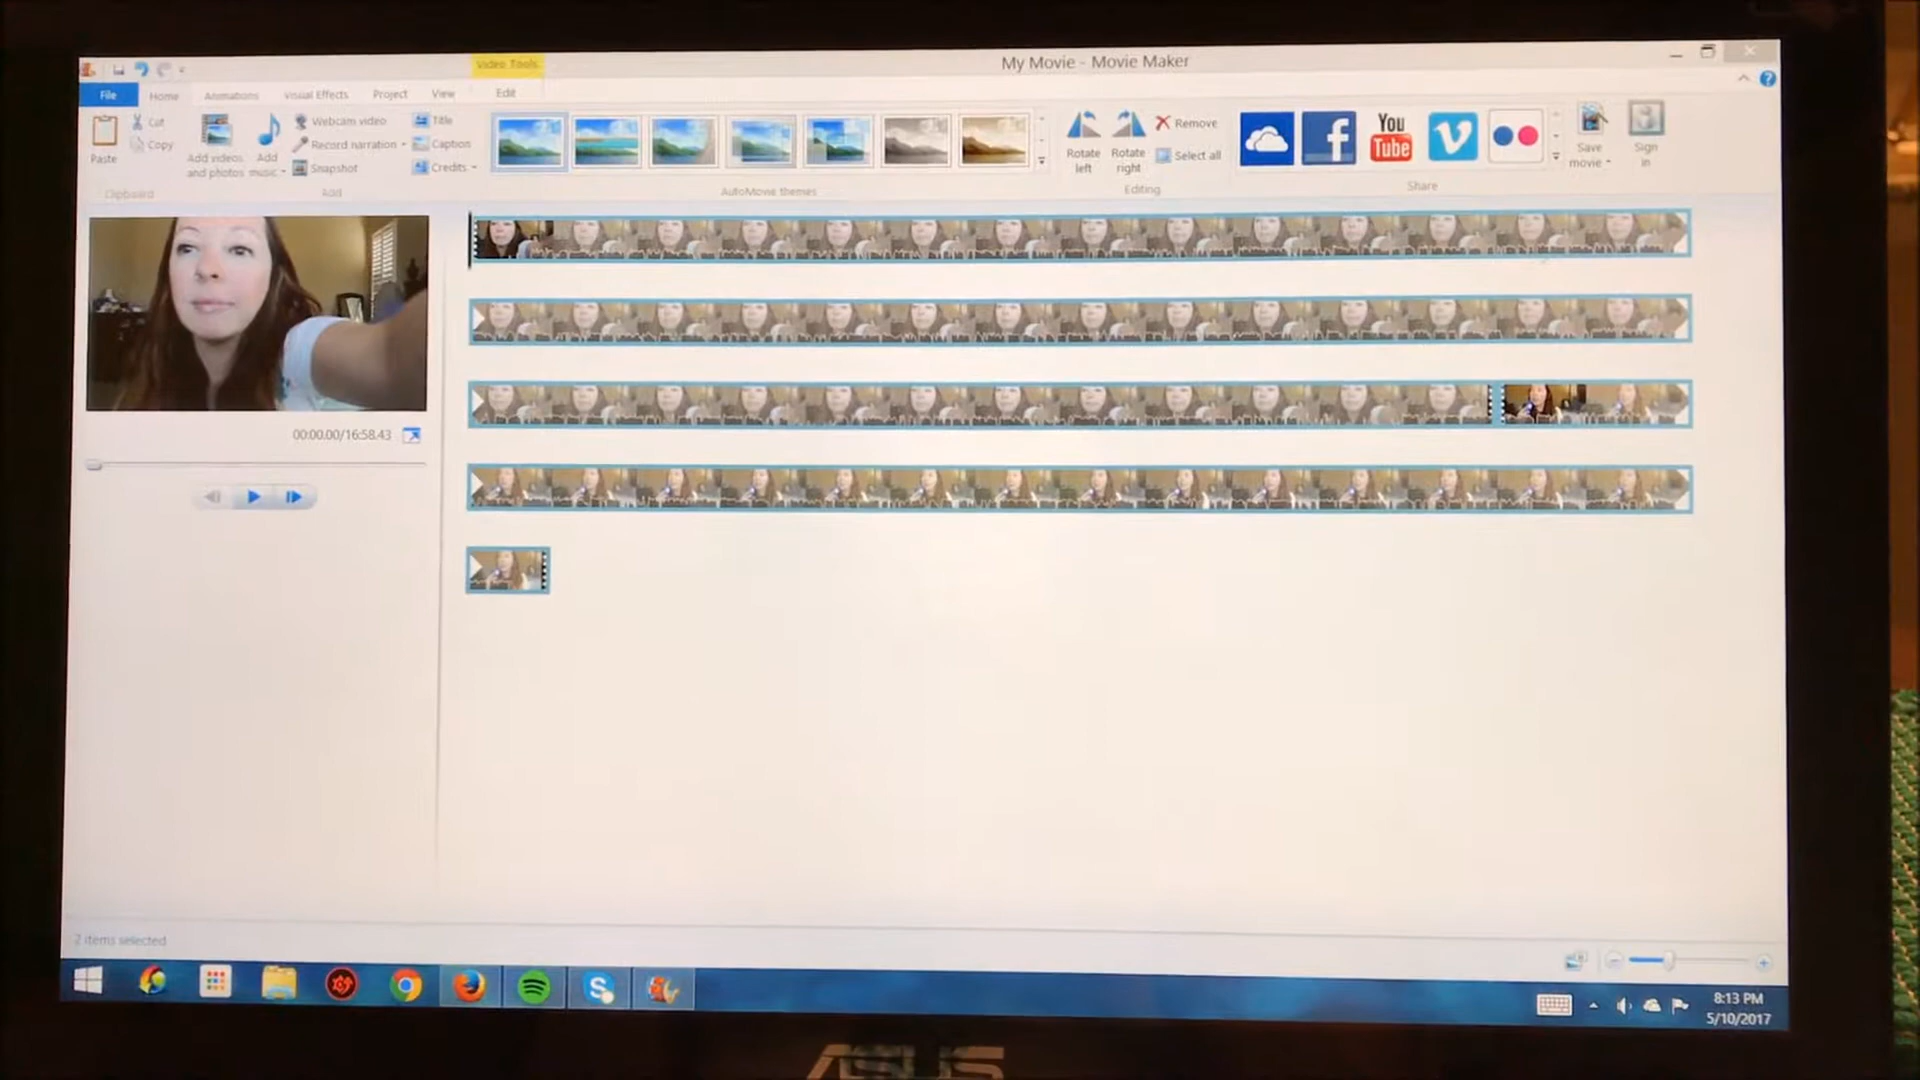 Video Tools
My Movie - Movie Maker
File Home Animations Visual Effects Project View Edit
Paste
Cut
Copy
Clipboard
Add videos and photos
Add music
Webcam video
Record narration
Snapshot
Add
Title
Caption
Credits
AutoMovie themes
Rotate left
Rotate right
Remove
Select all
Editing
f
You Tube
v
Share
Save movie
Sign in
00:00.00/16:58.43
2 items selected
S
8:13 PM
5/10/2017
ASUS